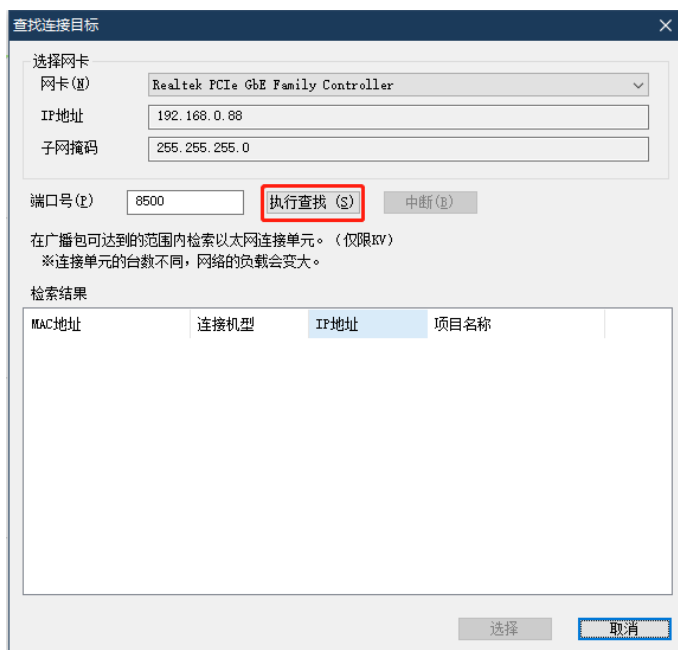 查找连接目标
选择网卡
网卡(N) Realtek PCIe GbE Family Controller
IP地址 192.168.0.88
子网掩码 255.255.255.0
端口号(P) 8500 执行查找 (S) 中断(B)
在广播包可达到的范围内检索以太网连接单元。(仅限KV)
※连接单元的台数不同，网络的负载会变大。
检索结果
MAC地址 连接机型 IP地址 项目名称
选择 取消